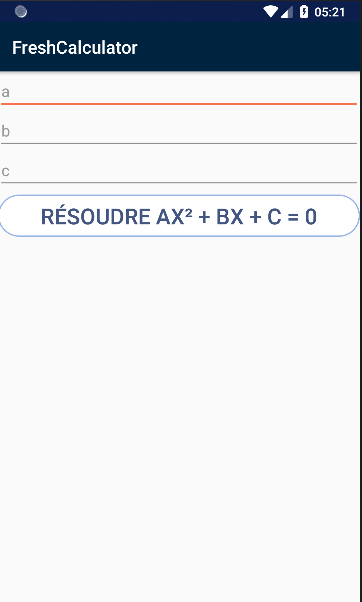 05:21
FreshCalculator
a
b
c
RÉSOUDRE AX² + BX + C = 0